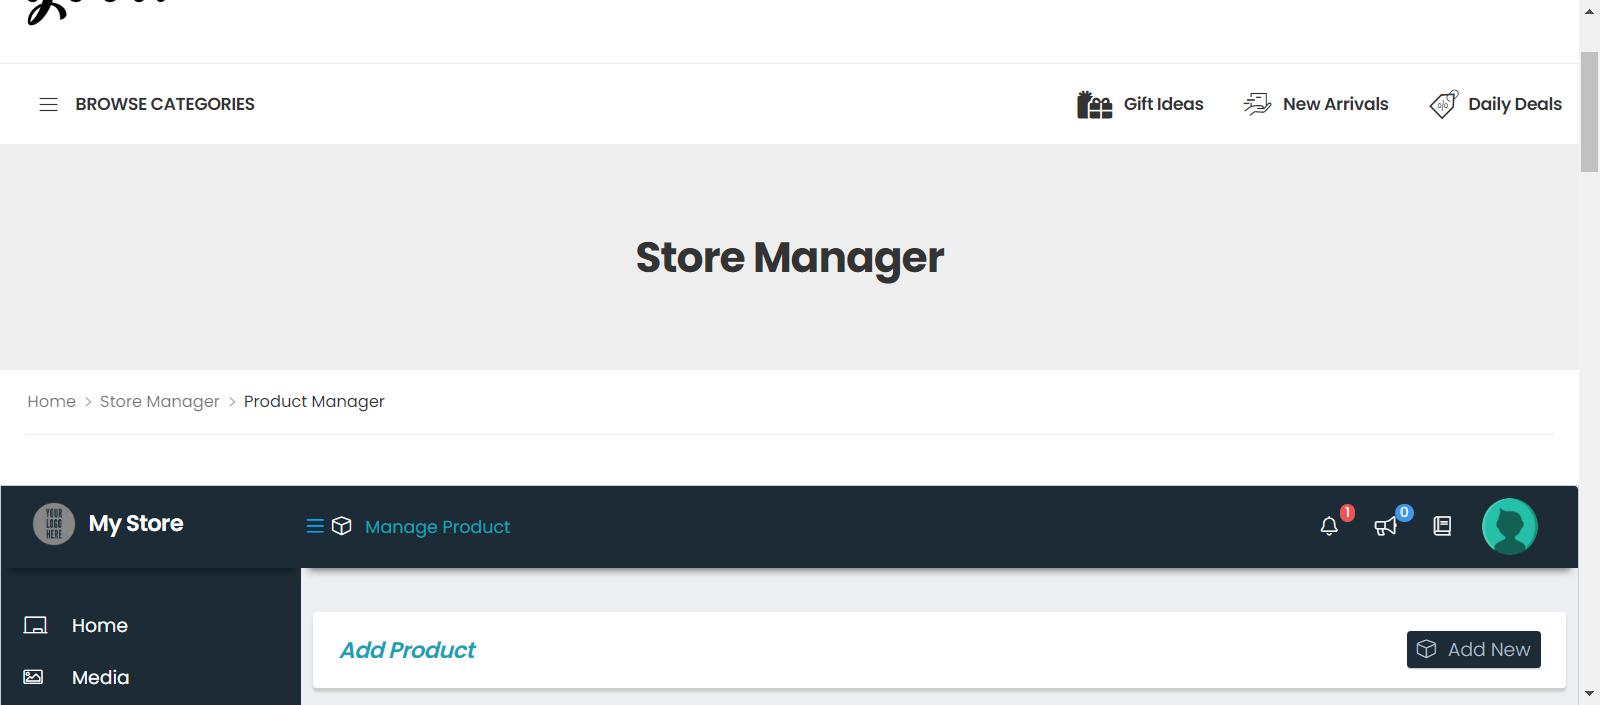 BROWSE CATEGORIES
Gift Ideas
New Arrivals
Daily Deals
Store Manager
Home > Store Manager > Product Manager
YOUR
LOGO
HERE
My Store
Manage Product
1
0
Home
Add Product
Add New
Media